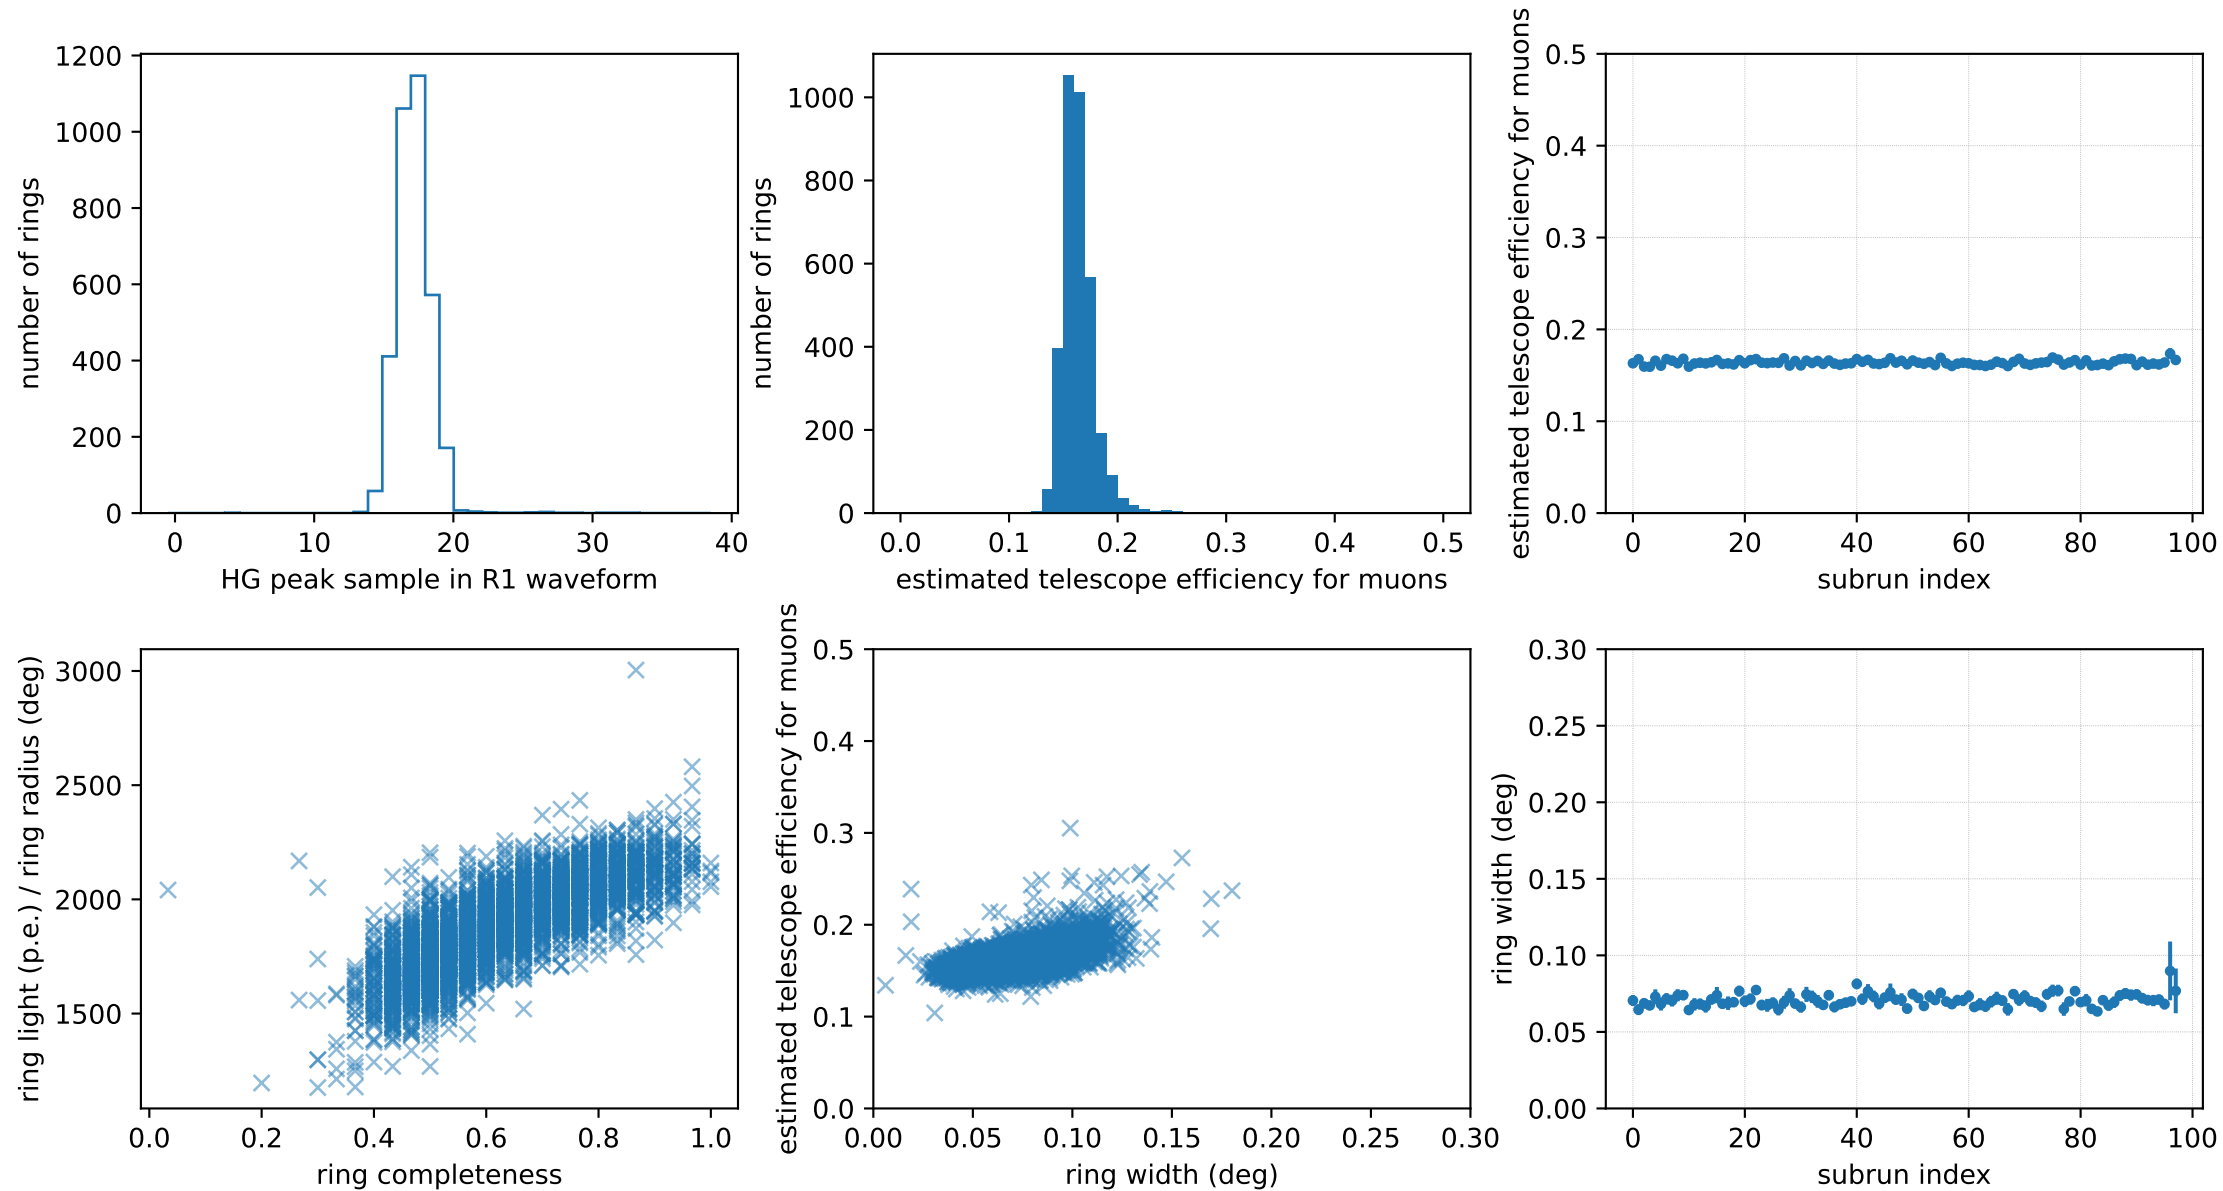 1200
1000
800
600
400
200
0
number of rings
0 10 20 30 40
HG peak sample in R1 waveform
1000
800
600
400
200
0
number of rings
0.0 0.1 0.2 0.3 0.4 0.5
estimated telescope efficiency for muons
0.5
0.4
0.3
0.2
0.1
0.0
estimated telescope efficiency for muons
0 20 40 60 80 100
subrun index
3000
2500
2000
1500
ring light (p.e.) / ring radius (deg)
0.0 0.2 0.4 0.6 0.8 1.0
ring completeness
0.5
0.4
0.3
0.2
0.1
0.0
estimated telescope efficiency for muons
0.00 0.05 0.10 0.15 0.20 0.25 0.30
ring width (deg)
0.30
0.25
0.20
0.15
0.10
0.05
0.00
ring width (deg)
0 20 40 60 80 100
subrun index